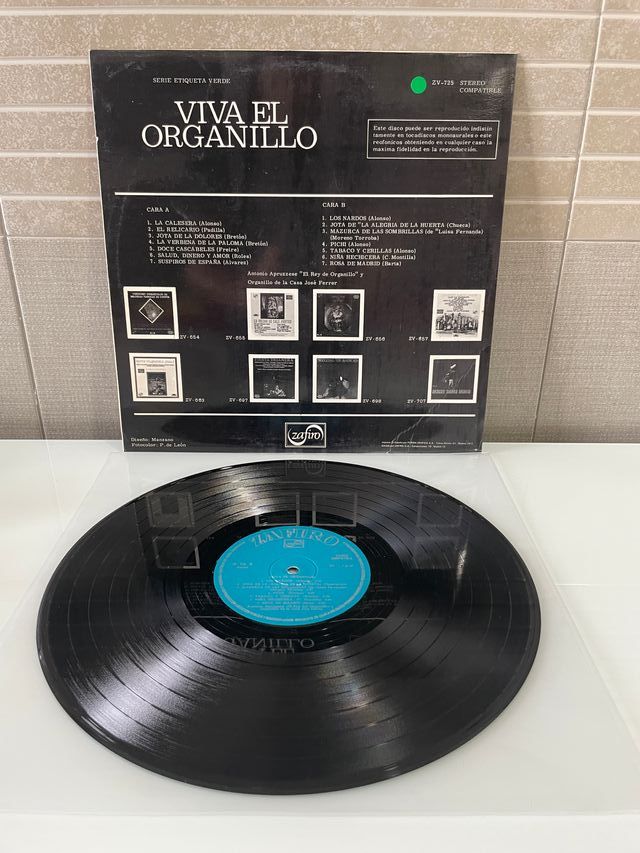 SERIE ETIQUETA VERDE
ZV-725 STEREO
COMPATIBLE
VIVA EL
ORGANILLO
Este disco puede ser reproducido indistin
tamente en tocadiscos monoaurales o este
reofonicos obteniendo en cualquier caso la
maxima fidelidad en la reproducción.
CARA A
1. LA CALESERA (Alonso)
2. EL RELICARIO (Padilla)
3. JOTA DE LA DOLORES (Bretón)
4. LA VERBENA DE LA PALOMA (Bretón)
5. DOCE CASCABELES (Freire)
6. SALUD, DINERO Y AMOR (Roles)
7. SUSPIROS DE ESPAÑA (Alvares)
CARA B
1. LOS NARDOS (Alonso)
2. JOTA DE "LA ALEGRIA DE LA HUERTA (Chueca)
3. MAZURCA DE LAS SOMBRILLAS (de "Luisa Fernanda)
(Moreno Torroba)
4. PICHI (Alonso)
5. TABACO Y CERILLAS (Alonso)
6. NIÑA HECHICERA (C. Montilla)
7. ROSA DE MADRID (Barta)
Antonio Apruzzese "El Rey de Organillo" y
Organillo de la Casa José Ferrer
ZV-654
ZV-655
ZV-656
ZV-657
ZV-683
ZV-697
ZV-698
ZV-707
zafiro
Diseño: Manzano
Fotocolor: P. de León
ZAFIRO